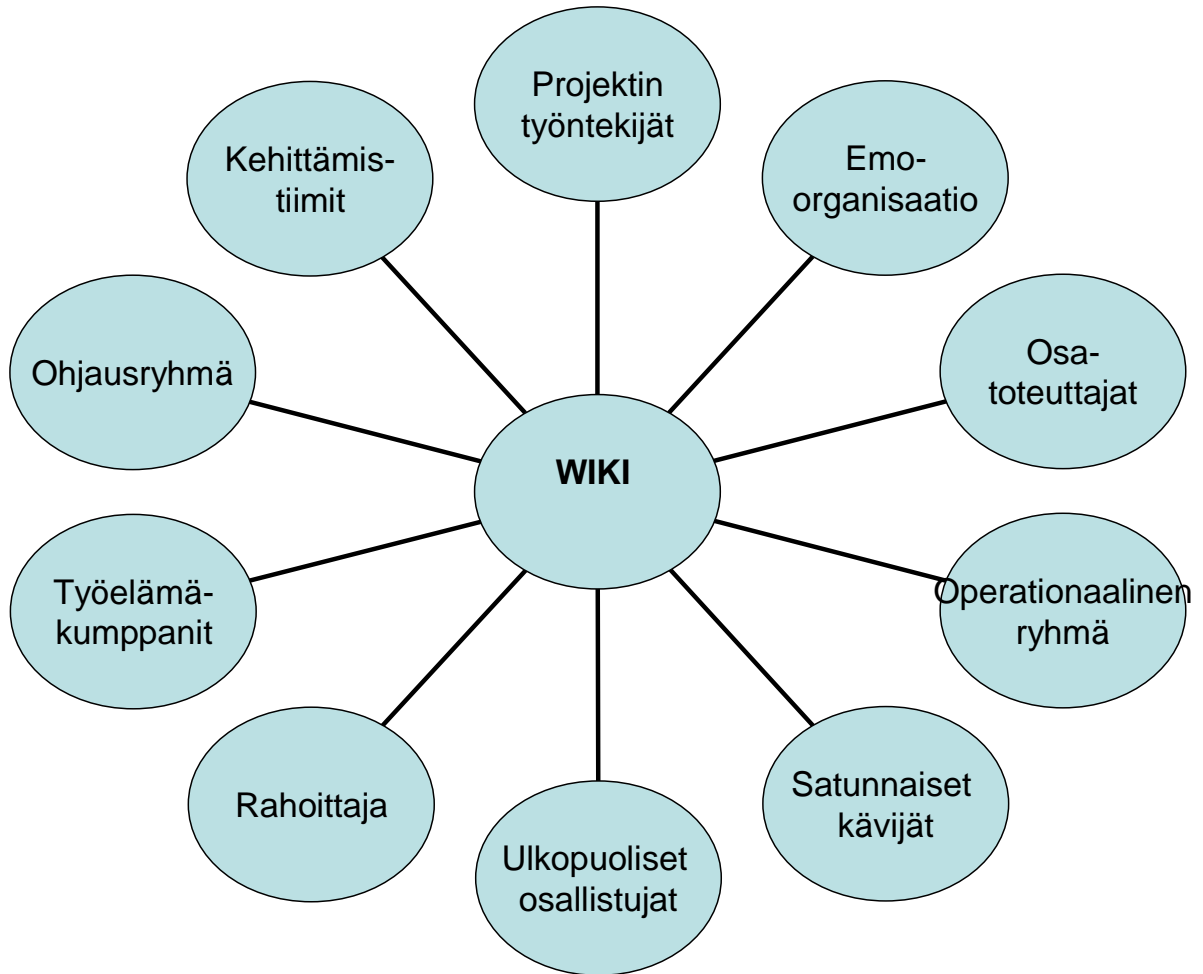 Projektin
työntekijät
Emo-
organisaatio
Osa-
toteuttajat
Operationaalinen
ryhmä
Satunnaiset
kävijät
Ulkopuoliset
osallistujat
Rahoittaja
Työelämä-
kumppanit
Ohjausryhmä
Kehittämis-
tiimit
WIKI